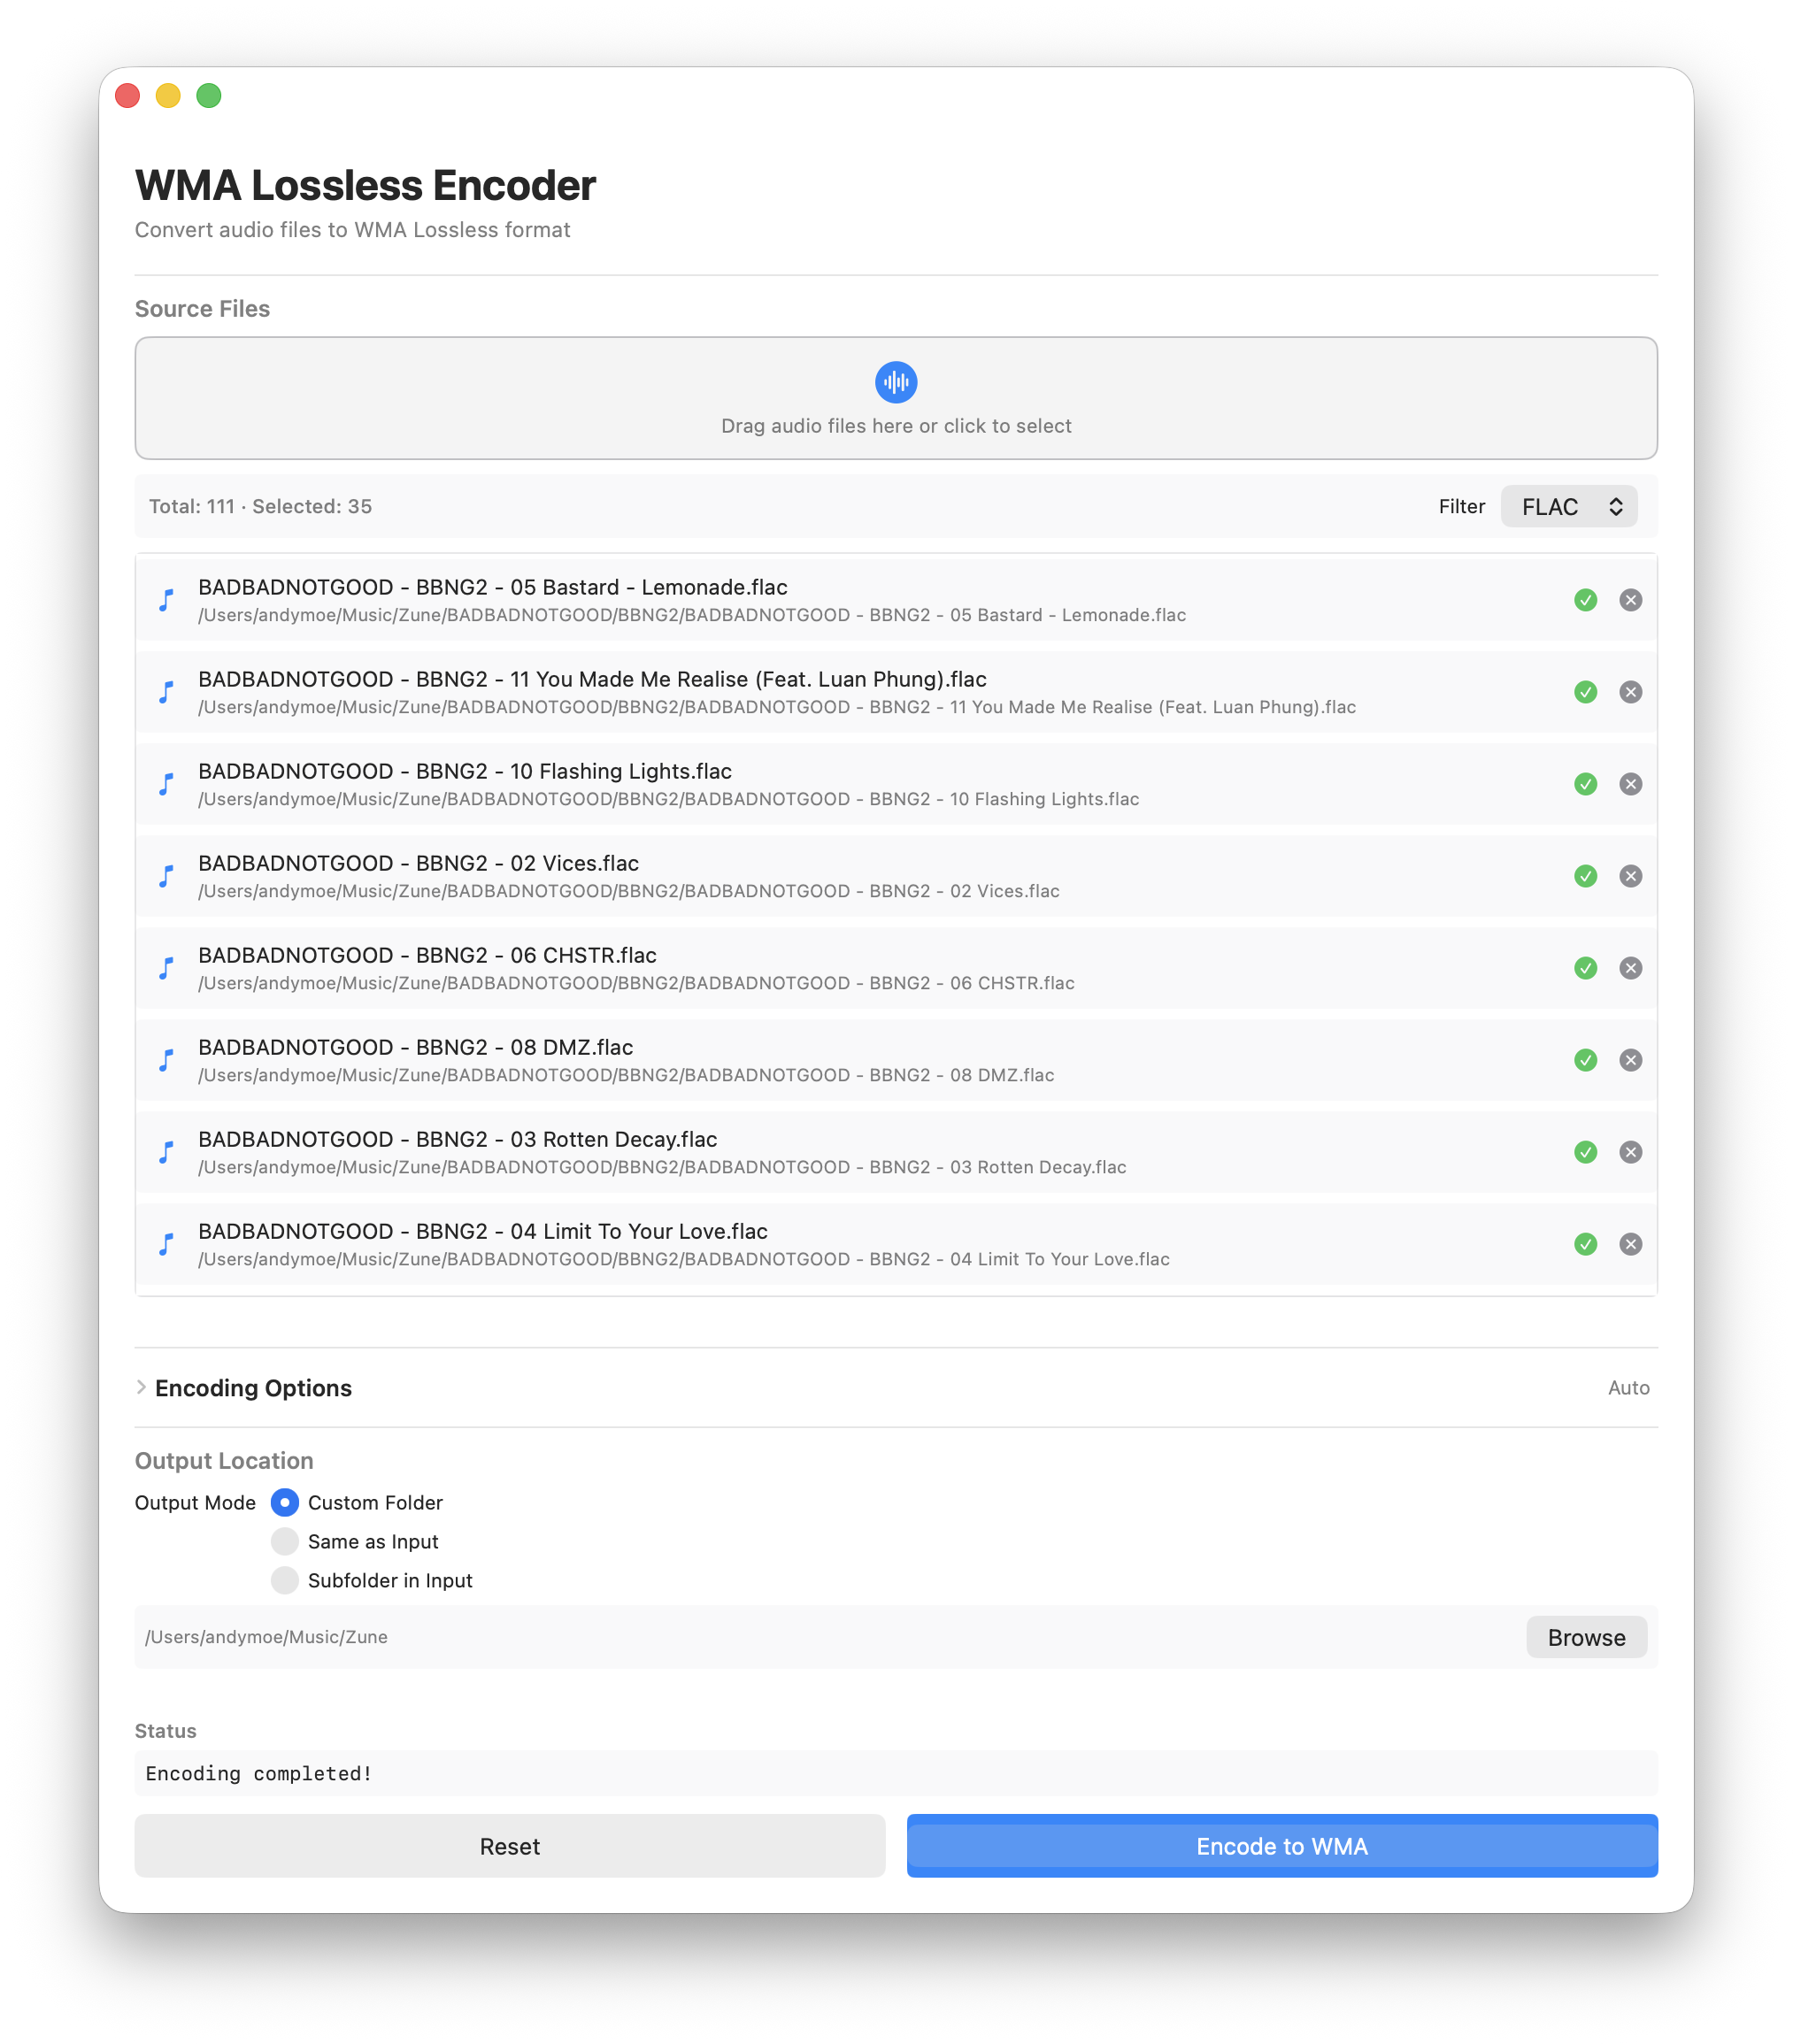 WMA Lossless Encoder
Convert audio files to WMA Lossless format
Source Files
Drag audio files here or click to select
Total: 111 · Selected: 35
Filter FLAC
BADBADNOTGOOD - BBNG2 - 05 Bastard - Lemonade.flac
/Users/andymoe/Music/Zune/BADBADNOTGOOD/BBNG2/BADBADNOTGOOD - BBNG2 - 05 Bastard - Lemonade.flac
BADBADNOTGOOD - BBNG2 - 11 You Made Me Realise (Feat. Luan Phung).flac
/Users/andymoe/Music/Zune/BADBADNOTGOOD/BBNG2/BADBADNOTGOOD - BBNG2 - 11 You Made Me Realise (Feat. Luan Phung).flac
BADBADNOTGOOD - BBNG2 - 10 Flashing Lights.flac
/Users/andymoe/Music/Zune/BADBADNOTGOOD/BBNG2/BADBADNOTGOOD - BBNG2 - 10 Flashing Lights.flac
BADBADNOTGOOD - BBNG2 - 02 Vices.flac
/Users/andymoe/Music/Zune/BADBADNOTGOOD/BBNG2/BADBADNOTGOOD - BBNG2 - 02 Vices.flac
BADBADNOTGOOD - BBNG2 - 06 CHSTR.flac
/Users/andymoe/Music/Zune/BADBADNOTGOOD/BBNG2/BADBADNOTGOOD - BBNG2 - 06 CHSTR.flac
BADBADNOTGOOD - BBNG2 - 08 DMZ.flac
/Users/andymoe/Music/Zune/BADBADNOTGOOD/BBNG2/BADBADNOTGOOD - BBNG2 - 08 DMZ.flac
BADBADNOTGOOD - BBNG2 - 03 Rotten Decay.flac
/Users/andymoe/Music/Zune/BADBADNOTGOOD/BBNG2/BADBADNOTGOOD - BBNG2 - 03 Rotten Decay.flac
BADBADNOTGOOD - BBNG2 - 04 Limit To Your Love.flac
/Users/andymoe/Music/Zune/BADBADNOTGOOD/BBNG2/BADBADNOTGOOD - BBNG2 - 04 Limit To Your Love.flac
Encoding Options
Auto
Output Location
Output Mode Custom Folder
Same as Input
Subfolder in Input
/Users/andymoe/Music/Zune
Browse
Status
Encoding completed!
Reset
Encode to WMA